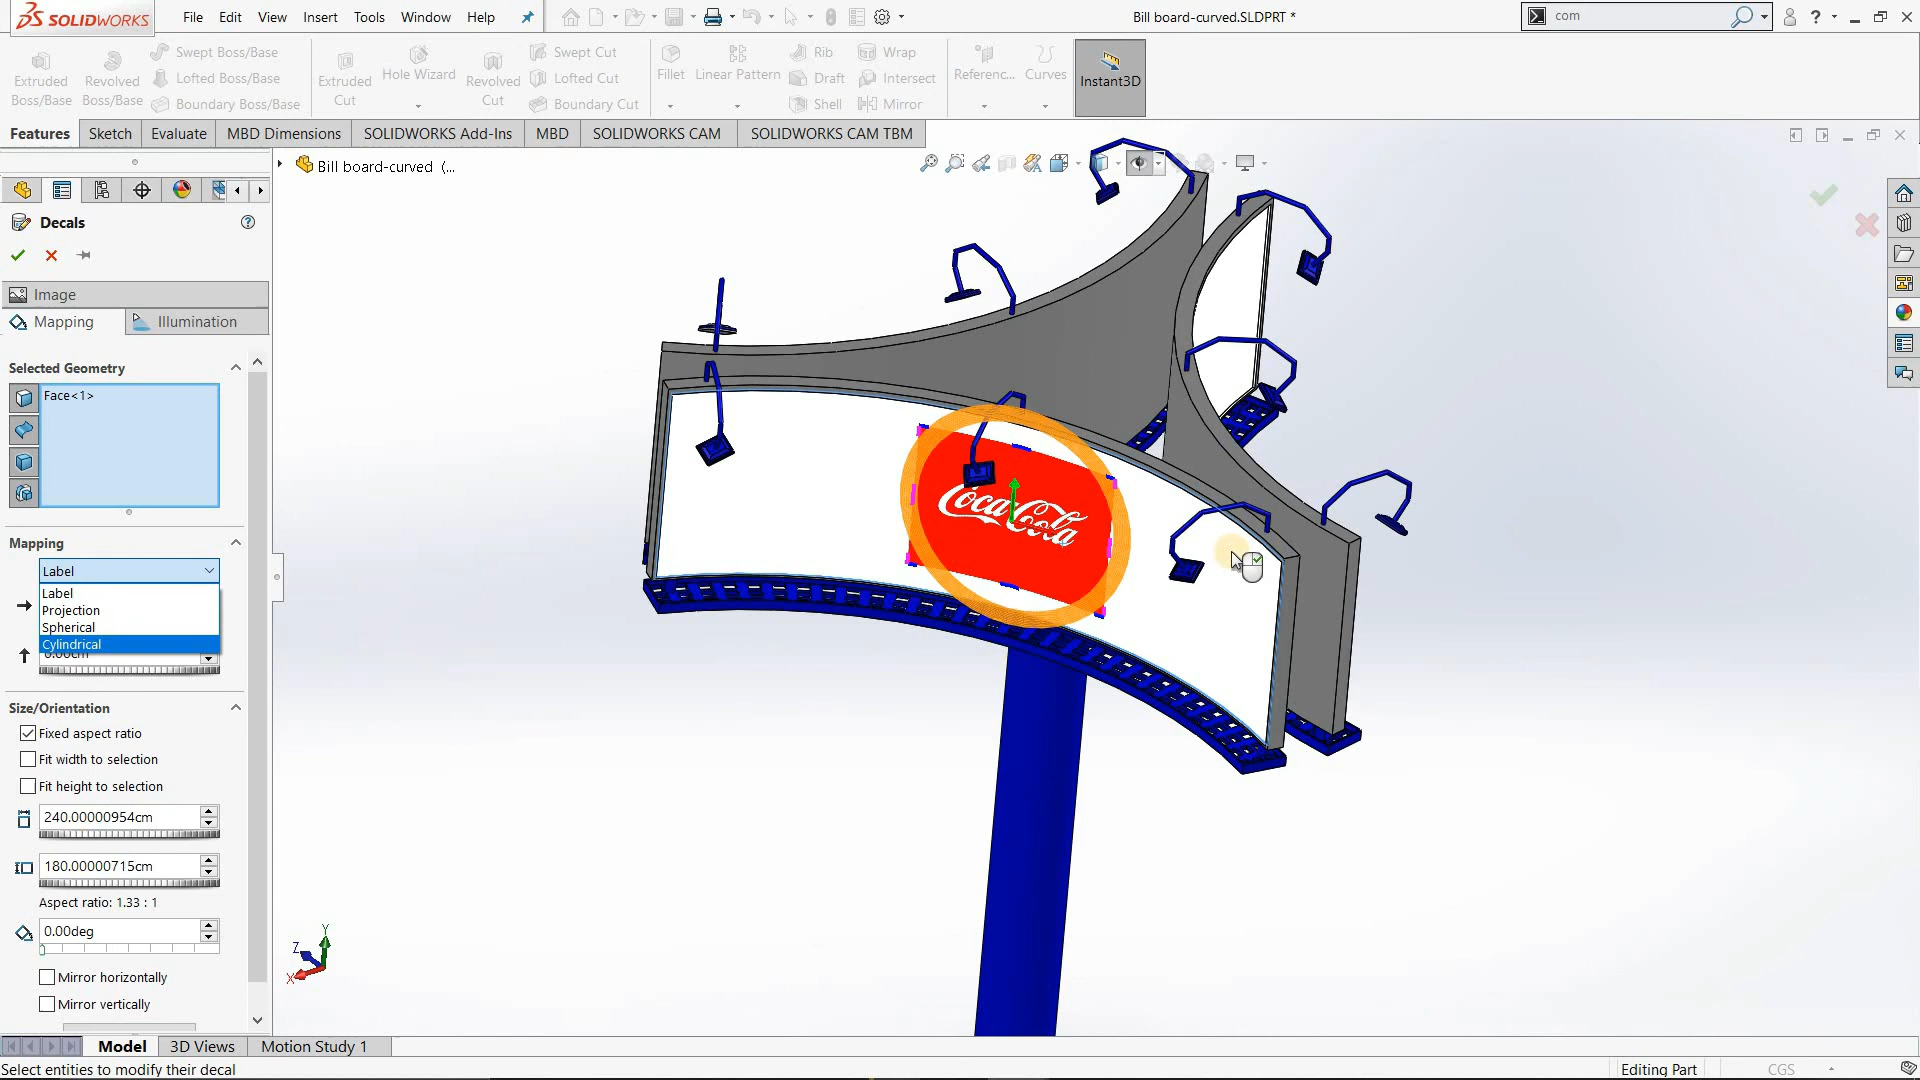 SOLIDWORKS
File Edit View Insert Tools Window Help
Bill board-curved.SLDPRT *
com
Extruded Boss/Base
Revolved Boss/Base
Swept Boss/Base
Lofted Boss/Base
Boundary Boss/Base
Extruded Cut
Hole Wizard
Revolved Cut
Swept Cut
Lofted Cut
Boundary Cut
Fillet
Linear Pattern
Rib
Draft
Shell
Wrap
Intersect
Mirror
Referenc...
Curves
Instant3D
Features Sketch Evaluate MBD Dimensions SOLIDWORKS Add-Ins MBD SOLIDWORKS CAM SOLIDWORKS CAM TBM
Bill board-curved (...
Decals
Image
Mapping Illumination
Selected Geometry
Face<1>
Mapping
Label
Label
Projection
Spherical
Cylindrical
Size/Orientation
Fixed aspect ratio
Fit width to selection
Fit height to selection
240.00000954cm
180.00000715cm
Aspect ratio: 1.33 : 1
0.00deg
Mirror horizontally
Mirror vertically
Coca-Cola
Y
Z
X
Model 3D Views Motion Study 1
Select entities to modify their decal
Editing Part
CGS